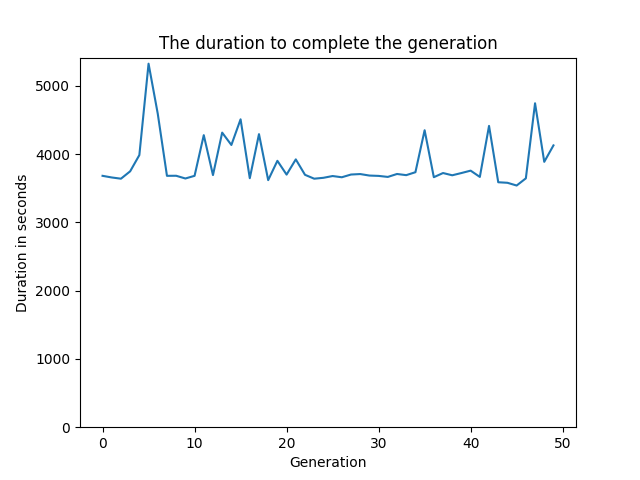 The duration to complete the generation
Duration in seconds
5000
4000
3000
2000
1000
0
0 10 20 30 40 50
Generation